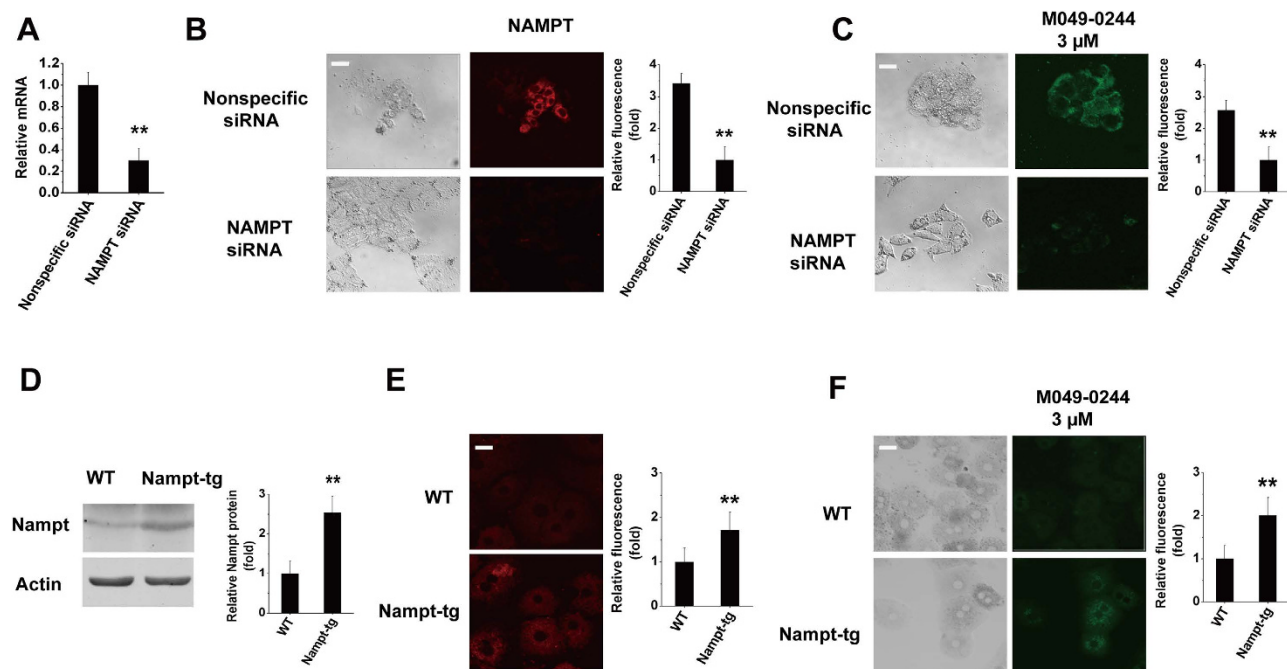 A
Relative mRNA
1.2
1.0
0.8
0.6
0.4
0.2
0.0
**
Nonspecific siRNA
NAMPT siRNA
B
NAMPT
Nonspecific
siRNA
NAMPT
siRNA
Relative fluorescence
(fold)
4
3
2
1
0
**
Nonspecific siRNA
NAMPT siRNA
C
M049-0244
3 µM
Nonspecific
siRNA
NAMPT
siRNA
Relative fluorescence
(fold)
4
3
2
1
0
**
Nonspecific siRNA
NAMPT siRNA
D
WT Nampt-tg
Nampt
Actin
Relative Nampt protein
(fold)
3
2
1
0
**
WT
Nampt-tg
E
WT
Nampt-tg
Relative fluorescence
(fold)
3
2
1
0
**
WT
Nampt-tg
F
M049-0244
3 µM
WT
Nampt-tg
Relative fluorescence
(fold)
3
2
1
0
**
WT
Nampt-tg